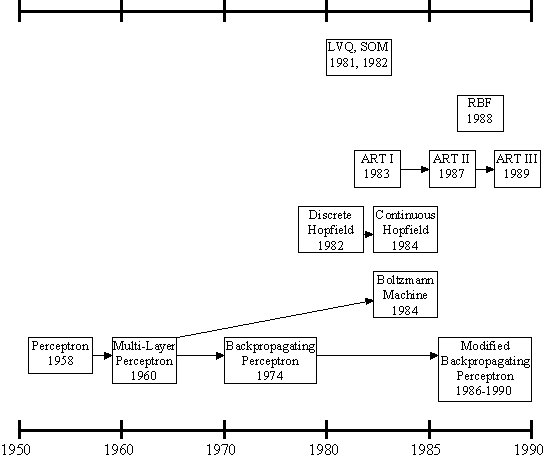 LVQ, SOM
1981, 1982
RBF
1988
ART I
1983
ART II
1987
ART III
1989
Discrete
Hopfield
1982
Continuous
Hopfield
1984
Boltzmann
Machine
1984
Perceptron
1958
Multi-Layer
Perceptron
1960
Backpropagating
Perceptron
1974
Modified
Backpropagating
Perceptron
1986-1990
1950
1960
1970
1980
1985
1990